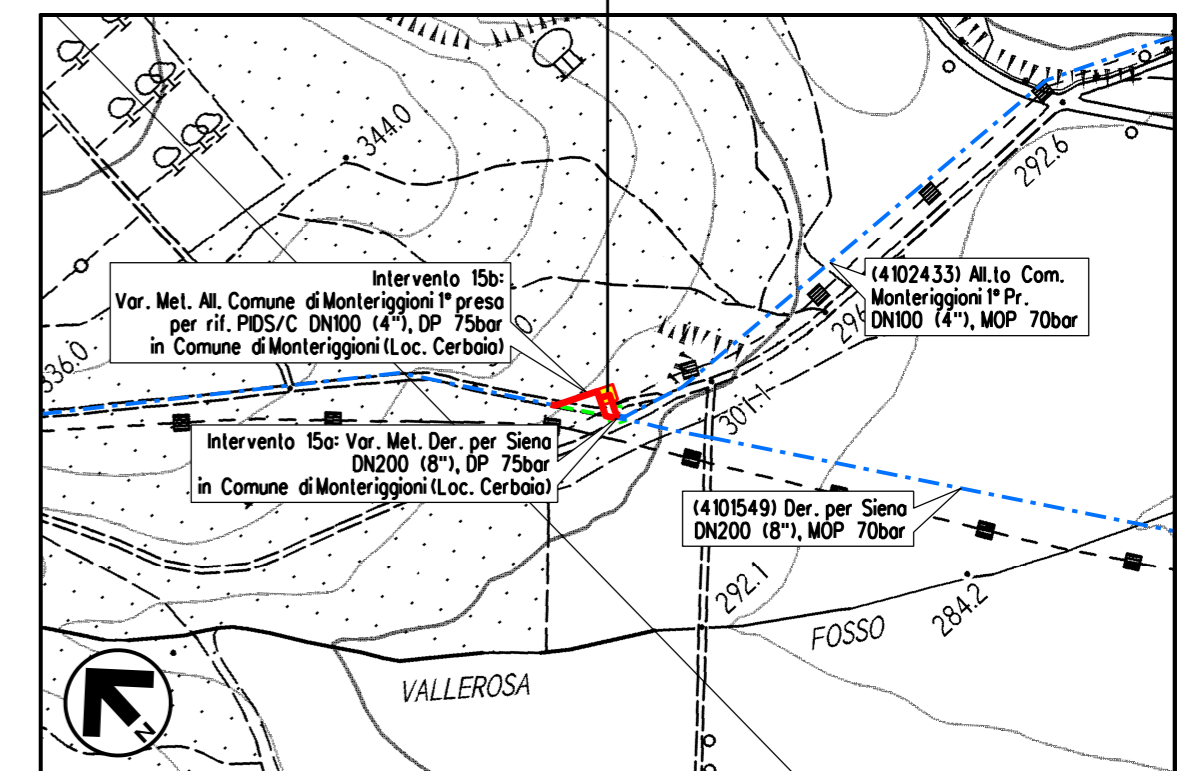 344.0
292.6
Intervento 15b:
Var. Met. All. Comune di Monteriggioni 1° presa
per rif. PIDS/C DN100 (4"), DP 75bar
in Comune di Monteriggioni (Loc. Cerbaia)
(4102433) All.to Com.
Monteriggioni 1° Pr.
DN100 (4"), MOP 70bar
296
0
336.0
301.1
Intervento 15a: Var. Met. Der. per Siena
DN200 (8"), DP 75bar
in Comune di Monteriggioni (Loc. Cerbaia)
(4101549) Der. per Siena
DN200 (8"), MOP 70bar
292.1
284.2
FOSSO
VALLEROSA
N